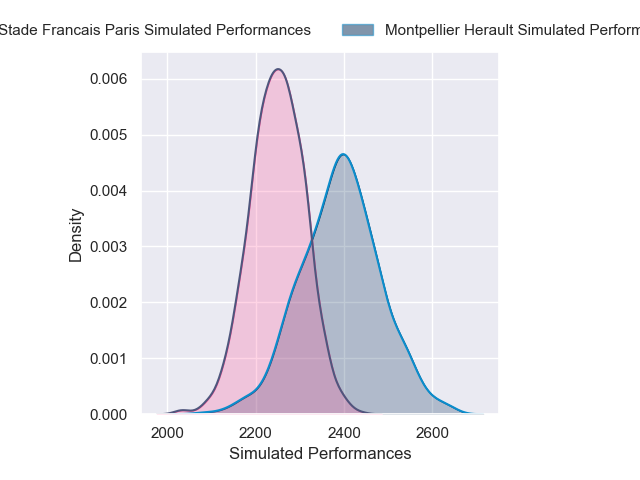 Stade Francais Paris Simulated Performances
Montpellier Herault Simulated Perform
0.006
0.005
0.004
0.003
0.002
0.001
0.000
Density
2000 2200 2400 2600
Simulated Performances